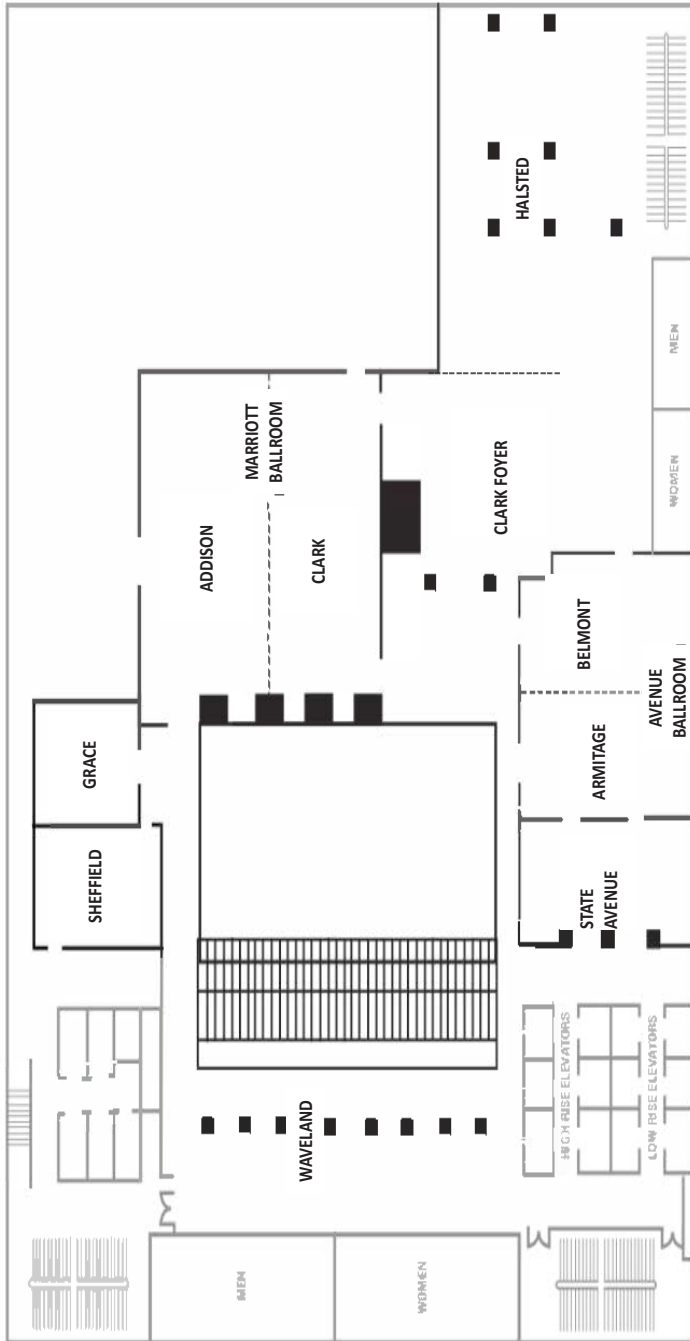 SHEFFIELD
GRACE
ADDISON
MARRIOTT
BALLROOM
CLARK
WAVELAND
CLARK FOYER
HALSTED
STATE
AVENUE
ARMITAGE
BELMONT
AVENUE
BALLROOM
HIGH RISE ELEVATORS
LOW RISE ELEVATORS
MEN
WOMEN
WOMEN
MEN